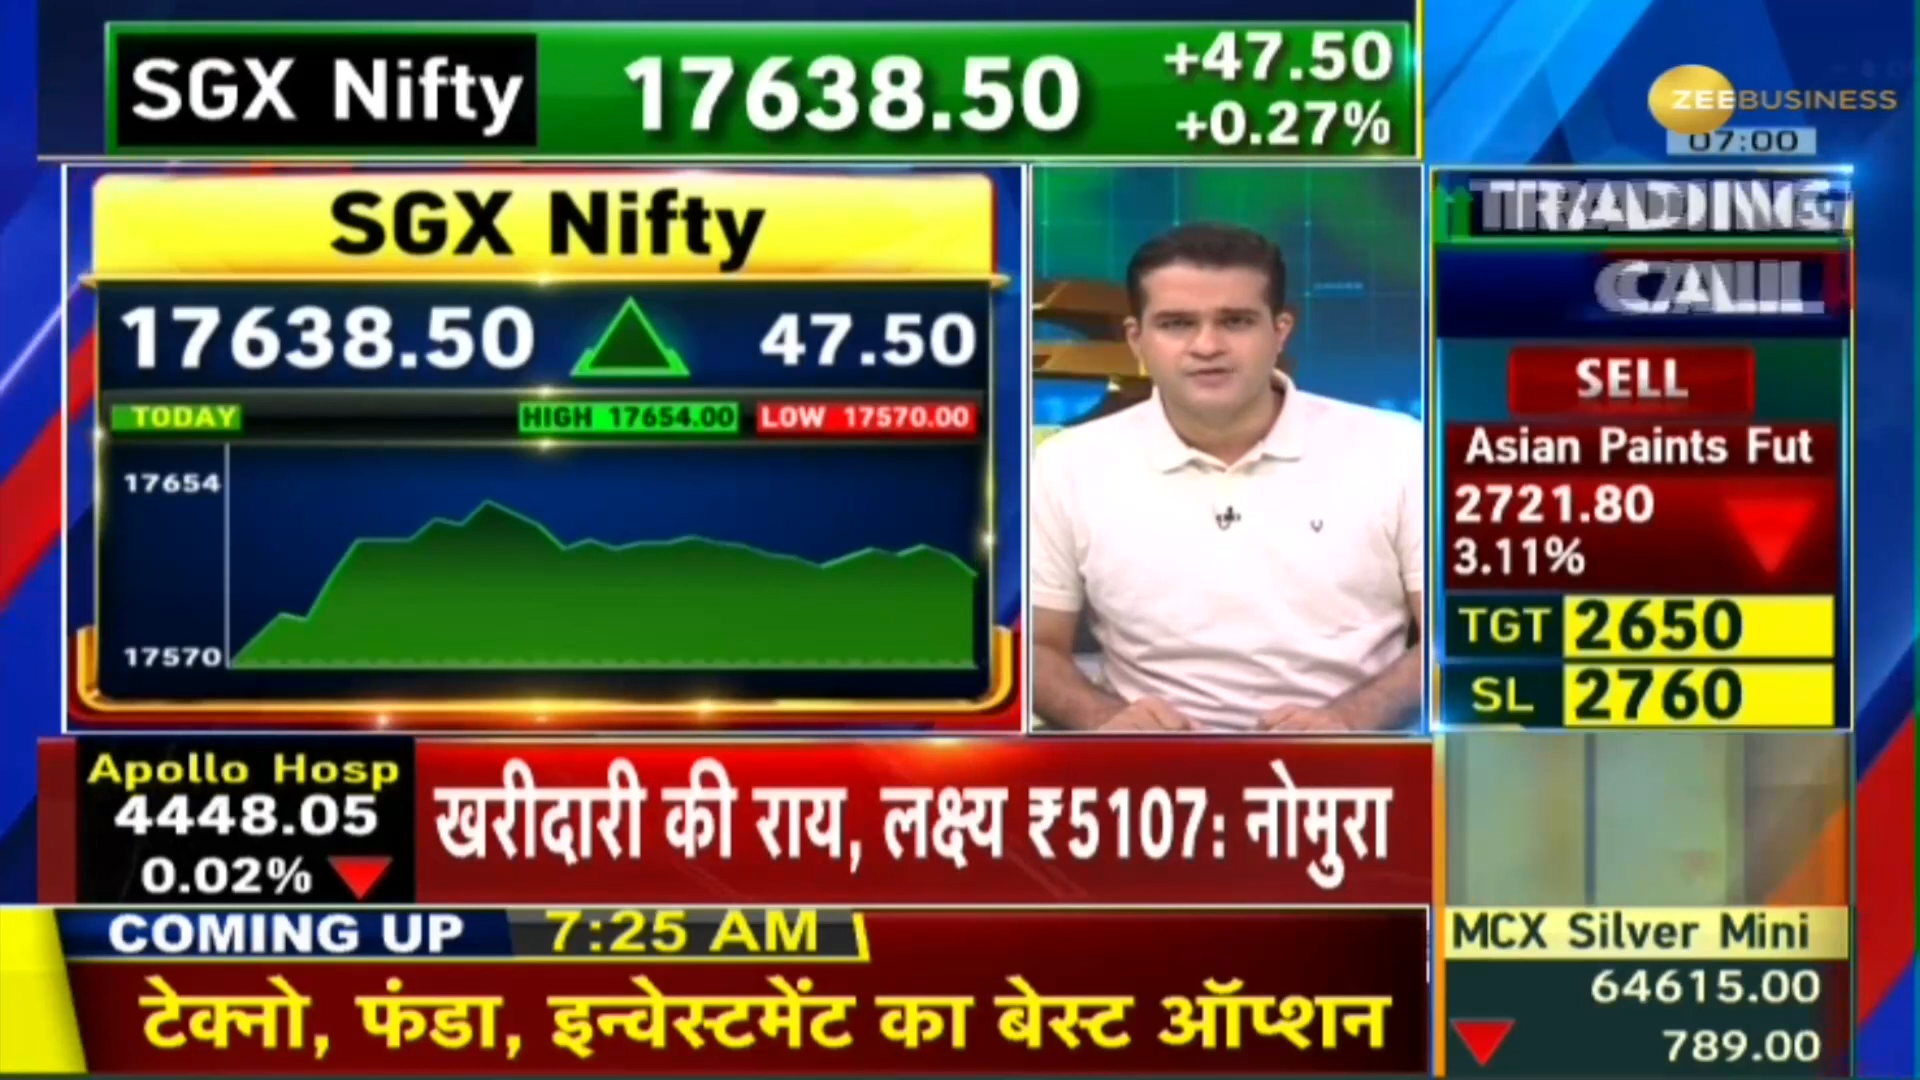 SGX Nifty 17638.50 +47.50
+0.27%
ZEEBUSINESS
07:00
SGX Nifty
17638.50 47.50
TODAY HIGH 17654.00 LOW 17570.00
17654
17570
TRADING
CALL
SELL
Asian Paints Fut
2721.80
3.11%
TGT 2650
SL 2760
Apollo Hosp
4448.05
0.02%
खरीदारी की राय, लक्ष्य ₹5107: नोमुरा
COMING UP 7:25 AM
टेक्नो, फंडा, इन्वेस्टमेंट का बेस्ट ऑप्शन
MCX Silver Mini
64615.00
789.00